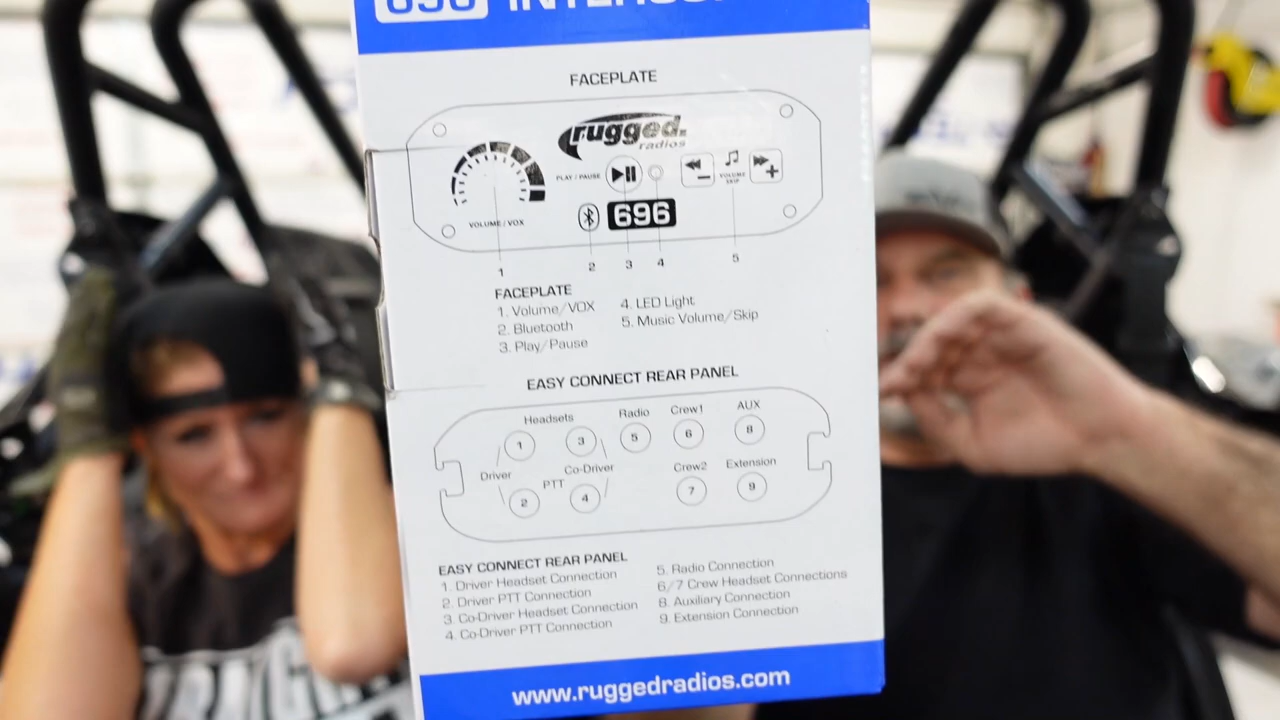 696 INTERCOM
FACEPLATE
rugged
radios
PLAY / PAUSE
VOLUME
SKIP
VOLUME / VOX
696
1 2 3 4 5
FACEPLATE
1. Volume/VOX
2. Bluetooth
3. Play/Pause
4. LED Light
5. Music Volume/Skip
EASY CONNECT REAR PANEL
Headsets Radio Crew1 AUX
1 3 5 6 8
Driver Co-Driver Crew2 Extension
PTT
2 4 7 9
EASY CONNECT REAR PANEL
1. Driver Headset Connection
2. Driver PTT Connection
3. Co-Driver Headset Connection
4. Co-Driver PTT Connection
5. Radio Connection
6/7 Crew Headset Connections
8. Auxiliary Connection
9. Extension Connection
www.ruggedradios.com